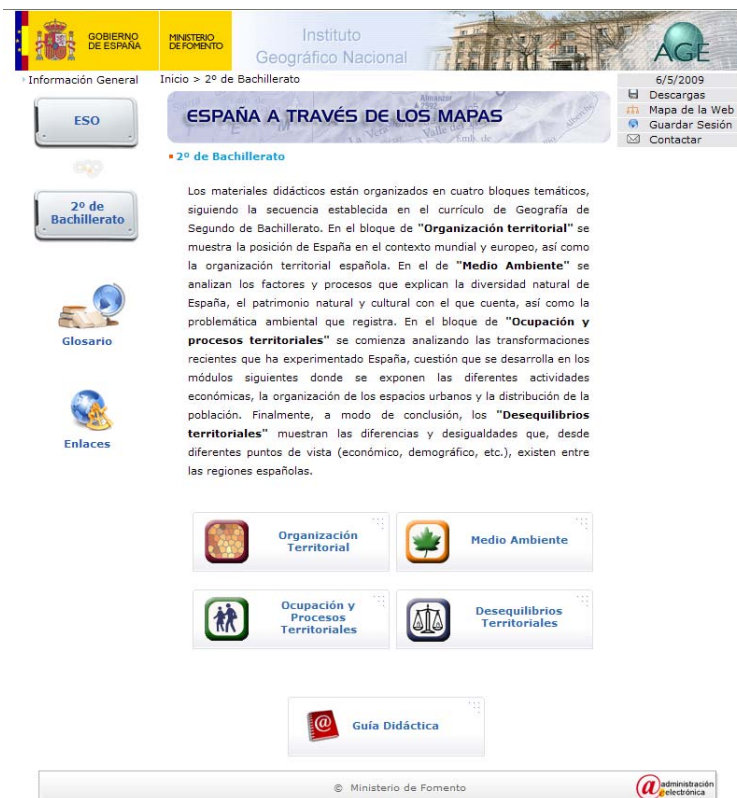 GOBIERNO
DE ESPAÑA
MINISTERIO
DE FOMENTO
Instituto
Geográfico Nacional
AGE
Información General
Inicio > 2º de Bachillerato
6/5/2009
Descargas
Mapa de la Web
Guardar Sesión
Contactar
ESO
2º de
Bachillerato
Glosario
Enlaces
ESPAÑA A TRAVÉS DE LOS MAPAS
2º de Bachillerato
Los materiales didácticos están organizados en cuatro bloques temáticos,
siguiendo la secuencia establecida en el currículo de Geografía de
Segundo de Bachillerato. En el bloque de "Organización territorial" se
muestra la posición de España en el contexto mundial y europeo, así como
la organización territorial española. En el de "Medio Ambiente" se
analizan los factores y procesos que explican la diversidad natural de
España, el patrimonio natural y cultural con el que cuenta, así como la
problemática ambiental que registra. En el bloque de "Ocupación y
procesos territoriales" se comienza analizando las transformaciones
recientes que ha experimentado España, cuestión que se desarrolla en los
módulos siguientes donde se exponen las diferentes actividades
económicas, la organización de los espacios urbanos y la distribución de la
población. Finalmente, a modo de conclusión, los "Desequilibrios
territoriales" muestran las diferencias y desigualdades que, desde
diferentes puntos de vista (económico, demográfico, etc.), existen entre
las regiones españolas.
Organización
Territorial
Medio Ambiente
Ocupación y
Procesos
Territoriales
Desequilibrios
Territoriales
Guía Didáctica
© Ministerio de Fomento
administración
electrónica